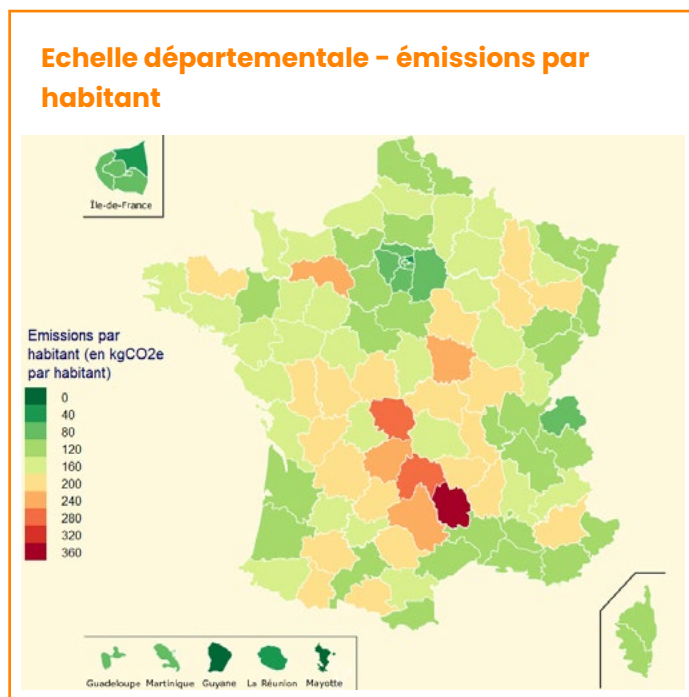 Echelle départementale - émissions par
habitant
Île-de-France
Emissions par
habitant (en kgCO2e
par habitant)
0
40
80
120
160
200
240
280
320
360
Guadeloupe Martinique Guyane La Réunion Mayotte